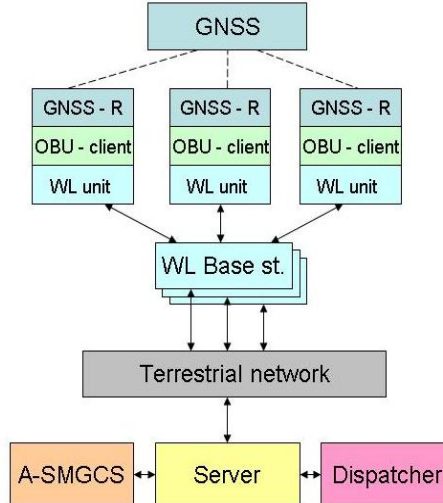 GNSS
GNSS - R GNSS - R GNSS - R
OBU - client OBU - client OBU - client
WL unit WL unit WL unit
WL Base st.
Terrestrial network
A-SMGCS Server Dispatcher